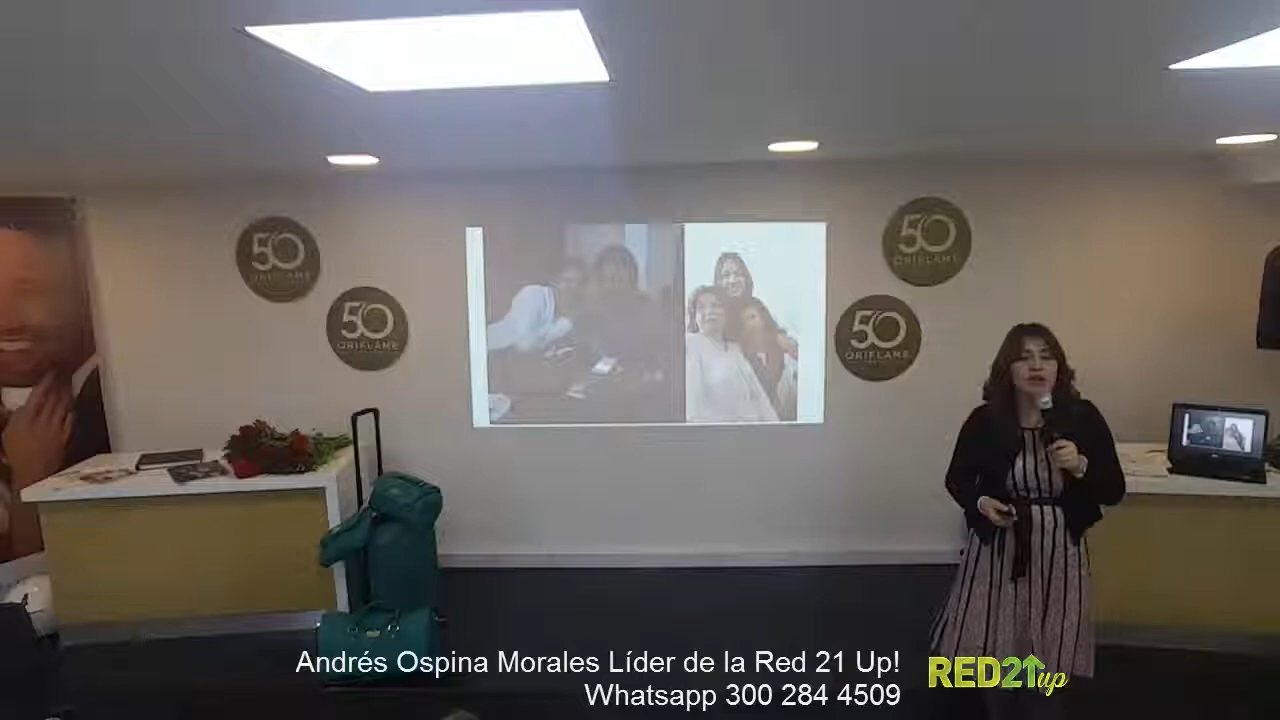 50
ORIFLAME
50
ORIFLAME
50
ORIFLAME
50
ORIFLAME
Andrés Ospina Morales Líder de la Red 21 Up!
Whatsapp 300 284 4509
RED21up